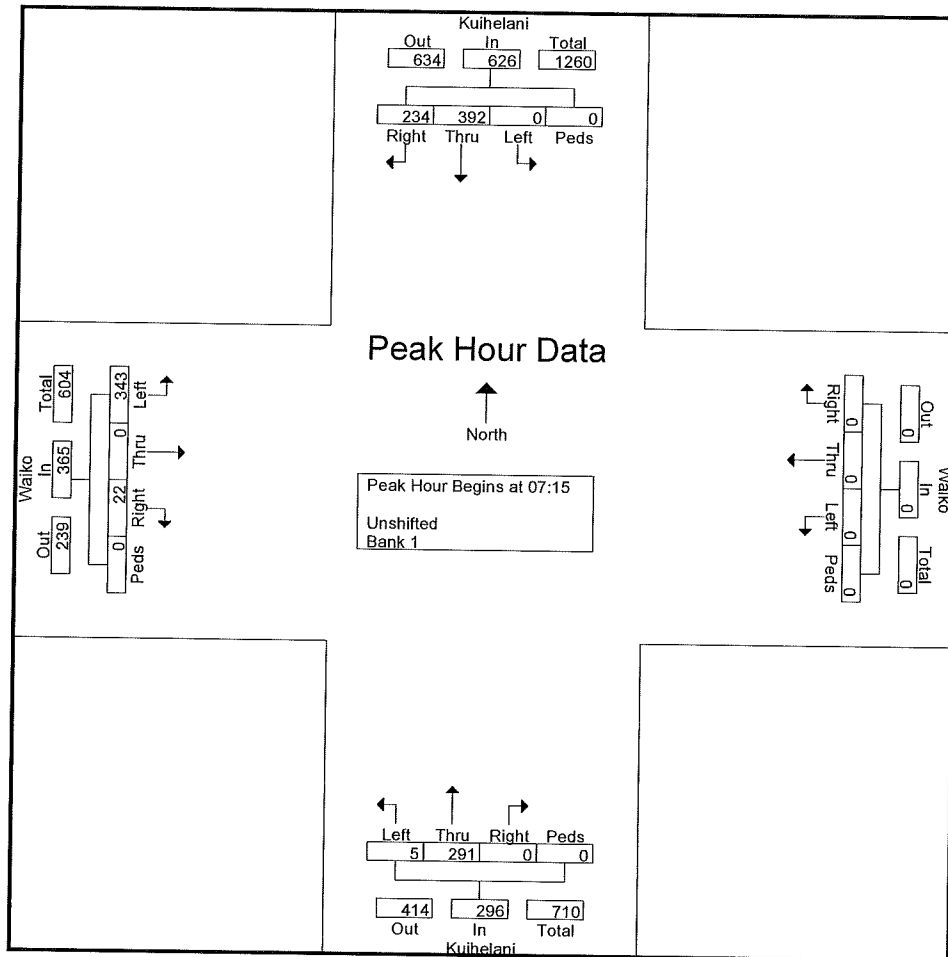 Kuihelani
Out In Total
634 626 1260
234 392 0 0
Right Thru Left Peds
Peak Hour Data
North
Peak Hour Begins at 07:15
Unshifted
Bank 1
Waiko
Total In Out
604 365 239
343 0 22 0
Left Thru Right Peds
Waiko
Out In Total
0 0 0
0 0 0 0
Right Thru Left Peds
Left Thru Right Peds
5 291 0 0
414 296 710
Out In Total
Kuihelani